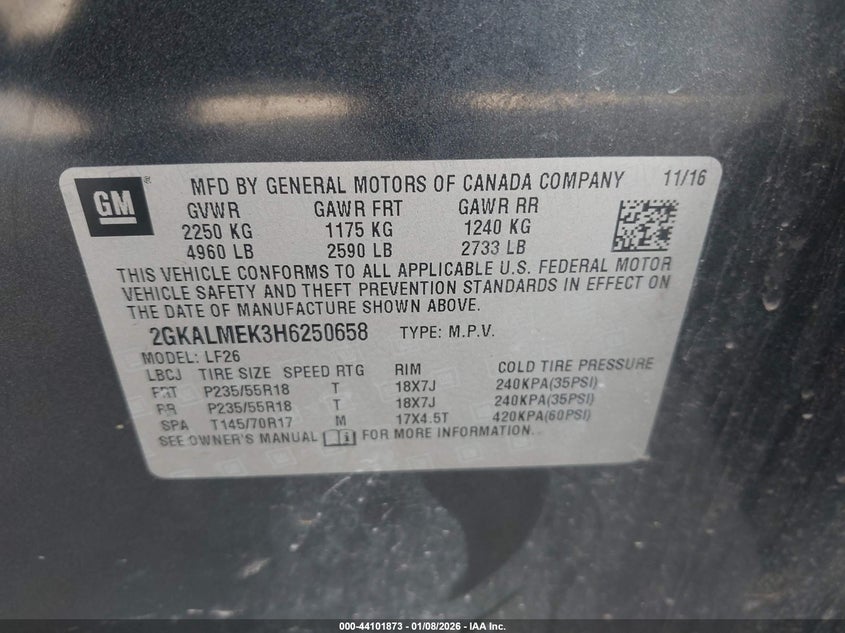 GM ® MFD BY GENERAL MOTORS OF CANADA COMPANY 11/16
GVWR GAWR FRT GAWR RR
2250 KG 1175 KG 1240 KG
4960 LB 2590 LB 2733 LB
THIS VEHICLE CONFORMS TO ALL APPLICABLE U.S. FEDERAL MOTOR
VEHICLE SAFETY AND THEFT PREVENTION STANDARDS IN EFFECT ON
THE DATE OF MANUFACTURE SHOWN ABOVE.
2GKALMEK3H6250658 TYPE: M.P.V.
MODEL: LF26
LBCJ TIRE SIZE SPEED RTG RIM COLD TIRE PRESSURE
FRT P235/55R18 T 18X7J 240KPA(35PSI)
RR P235/55R18 T 18X7J 240KPA(35PSI)
SPA T145/70R17 M 17X4.5T 420KPA(60PSI)
SEE OWNER'S MANUAL FOR MORE INFORMATION.
000-44101873 - 01/08/2026 - IAA Inc.